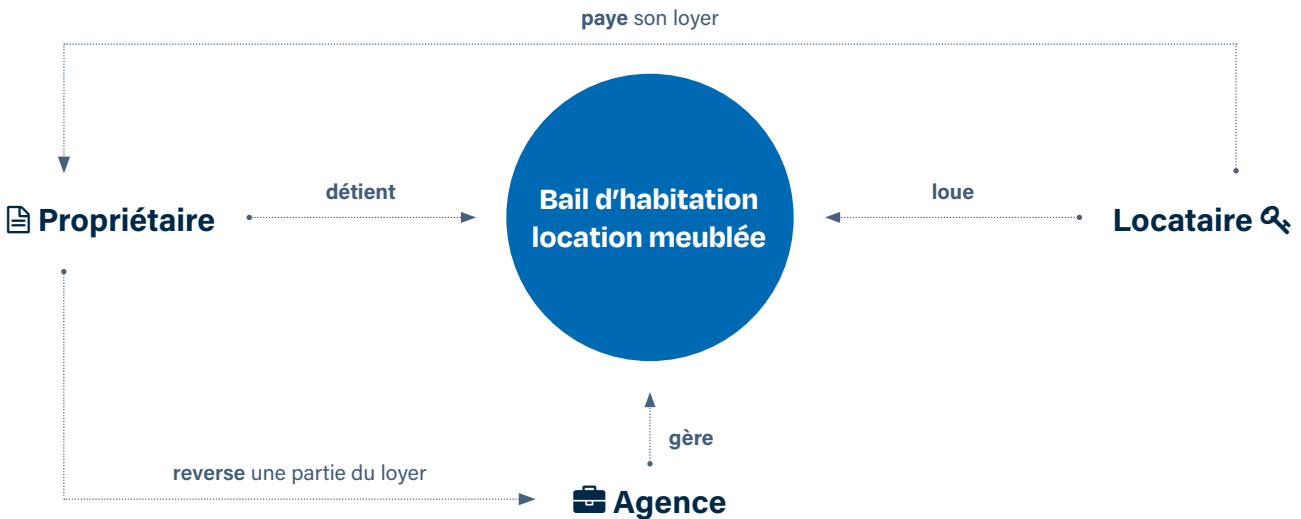 paye son loyer
détient
loue
Bail d’habitation
location meublée
Propriétaire
Locataire
gère
reverse une partie du loyer
Agence